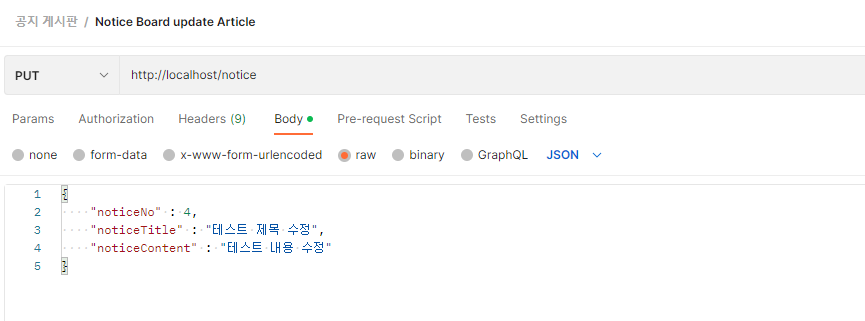 공지 게시판 / Notice Board update Article
PUT http://localhost/notice
Params Authorization Headers (9) Body Pre-request Script Tests Settings
none form-data x-www-form-urlencoded raw binary GraphQL JSON
1 {
2 "noticeNo" : 4,
3 "noticeTitle" : "테스트 제목 수정",
4 "noticeContent" : "테스트 내용 수정"
5 }